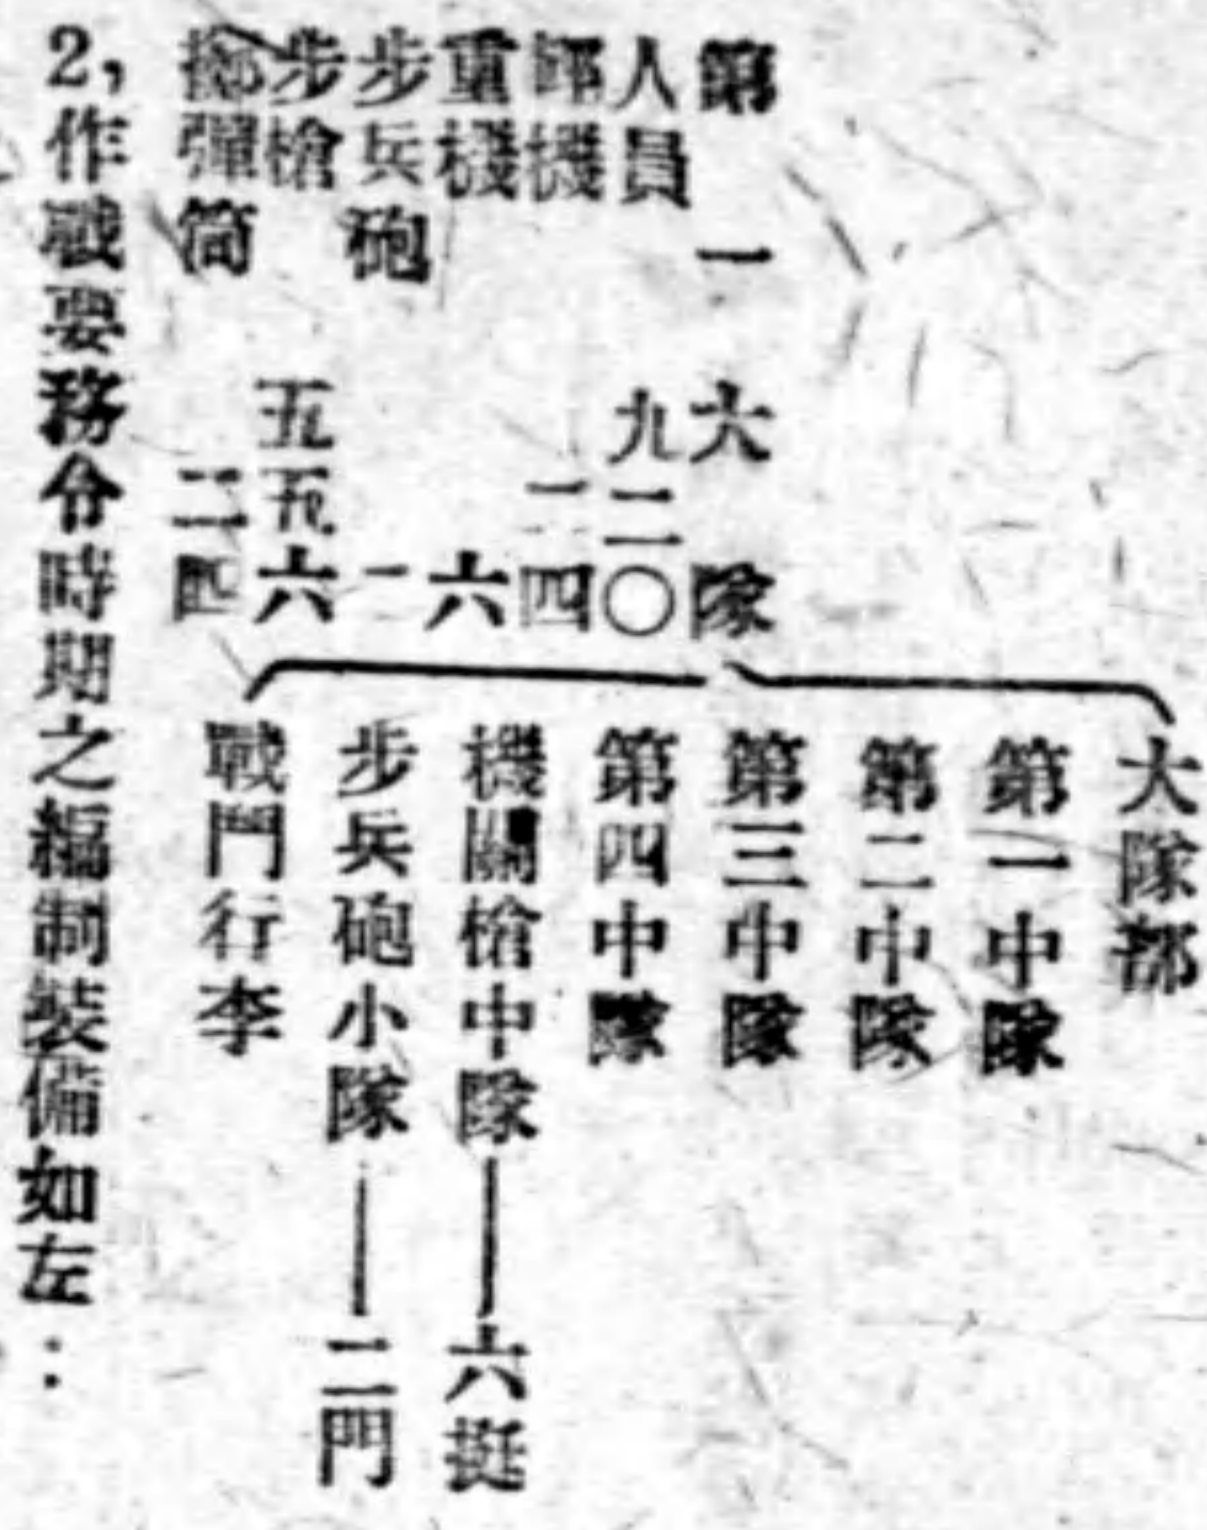 第一大隊
人員 九二〇
輕機 二四
重機 六
步兵砲 二
步槍 五五六
擲彈筒 二四
大隊部
第一中隊
第二中隊
第三中隊
第四中隊
機關槍中隊——六挺
步兵砲小隊——二門
戰鬥行李
2,作戰要務令時期之編制裝備如左：